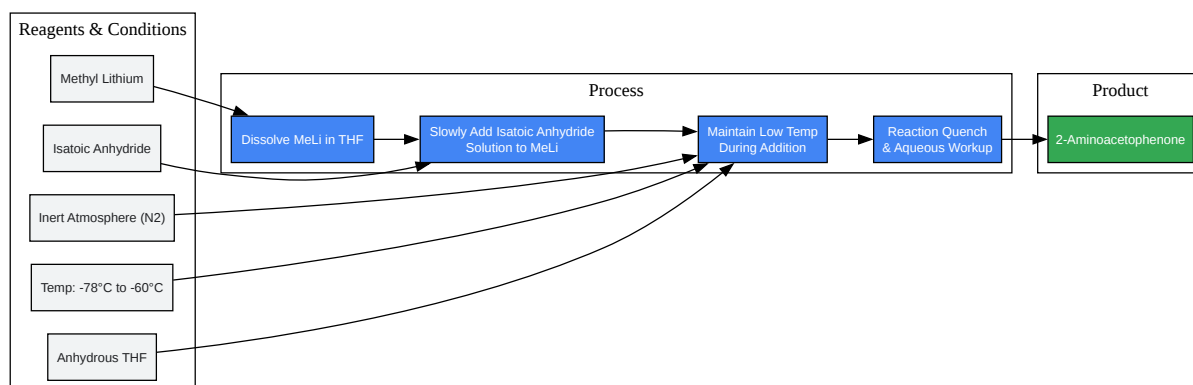 Reagents & Conditions
Methyl Lithium
Isatoic Anhydride
Inert Atmosphere (N2)
Temp: -78°C to -60°C
Anhydrous THF
Process
Dissolve MeLi in THF
Slowly Add Isatoic Anhydride
Solution to MeLi
Maintain Low Temp
During Addition
Reaction Quench
& Aqueous Workup
Product
2-Aminoacetophenone